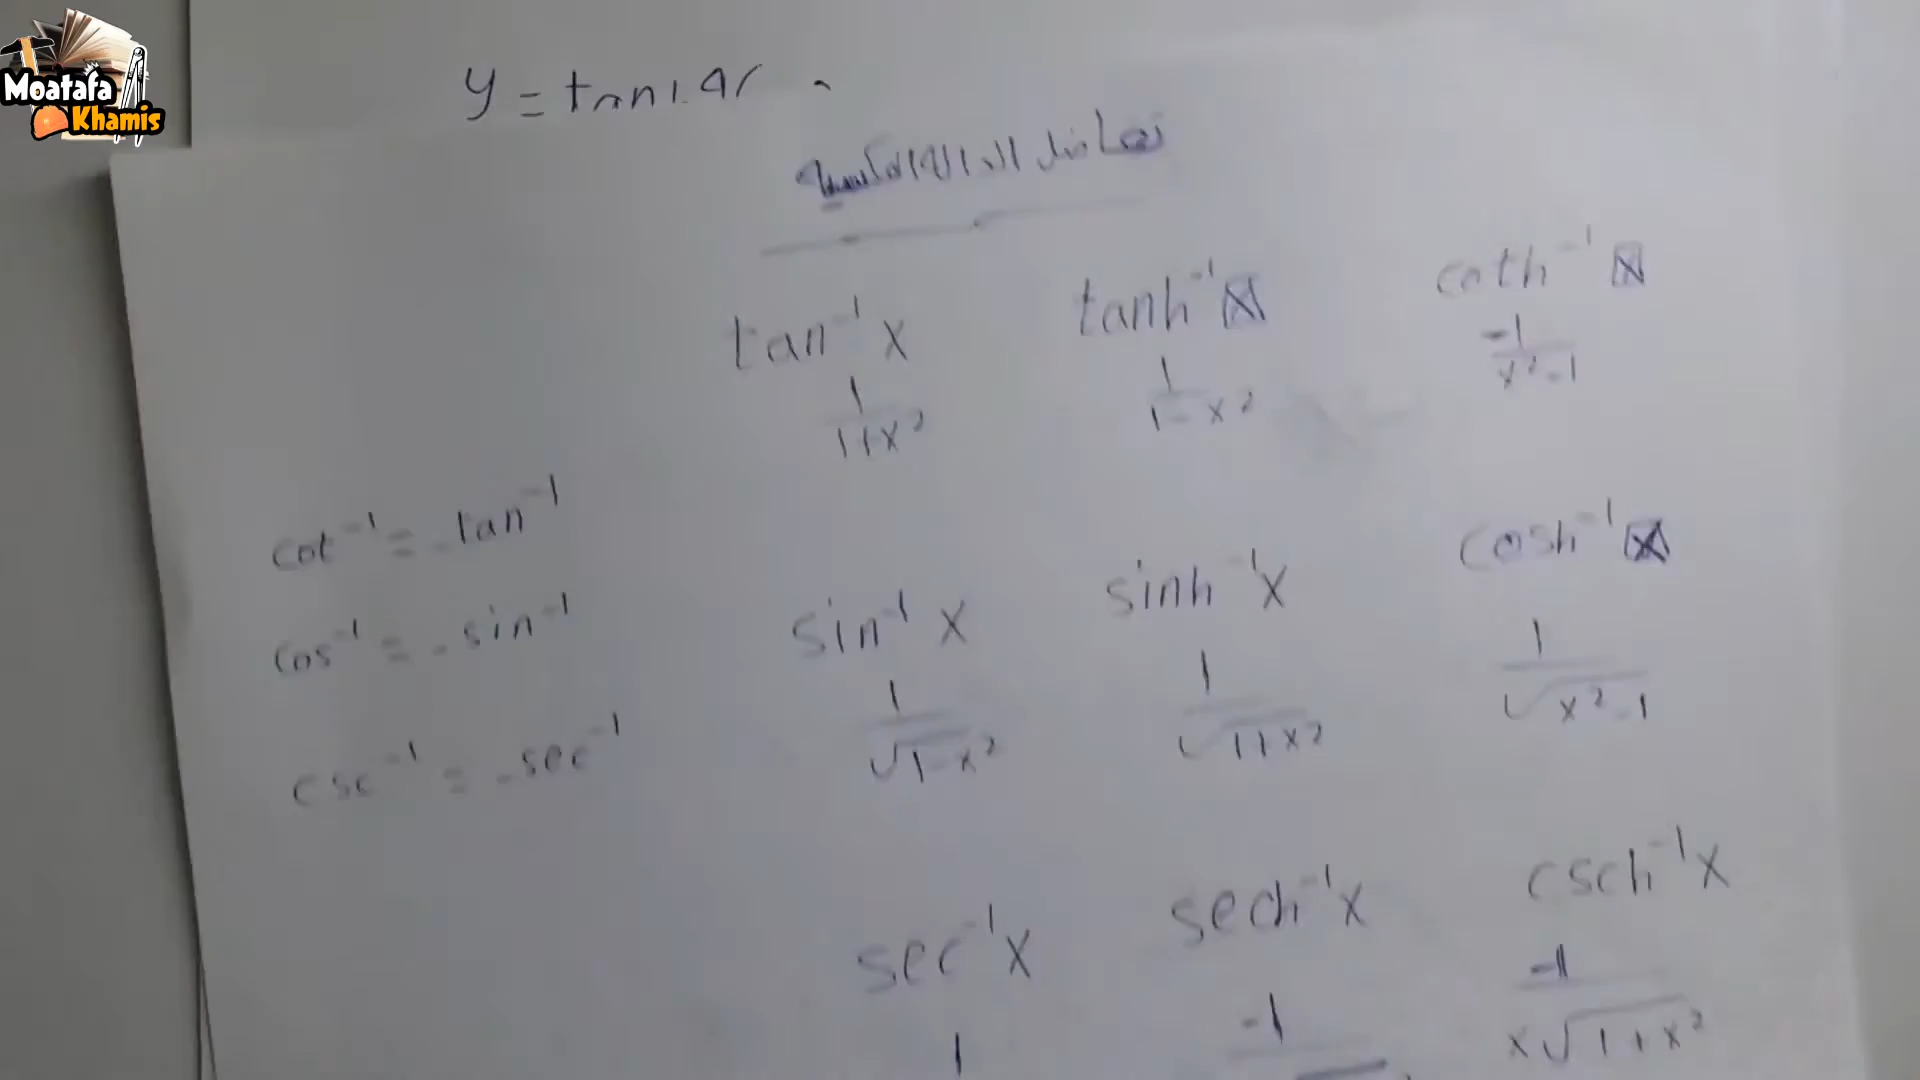 Moatafa
Khamis
y = tan
تفاضل الدالة العكسية
tan⁻¹ x
1/(1+x²)
tanh⁻¹ x
1/(1-x²)
coth⁻¹ x
-1/(x²-1)
cot⁻¹ = -tan⁻¹
cos⁻¹ = -sin⁻¹
csc⁻¹ = -sec⁻¹
sin⁻¹ x
1/√(1-x²)
sinh⁻¹ x
1/√(1+x²)
cosh⁻¹ x
1/√(x²-1)
sec⁻¹ x
1
sech⁻¹ x
-1
csch⁻¹ x
-1/(x√(1+x²))